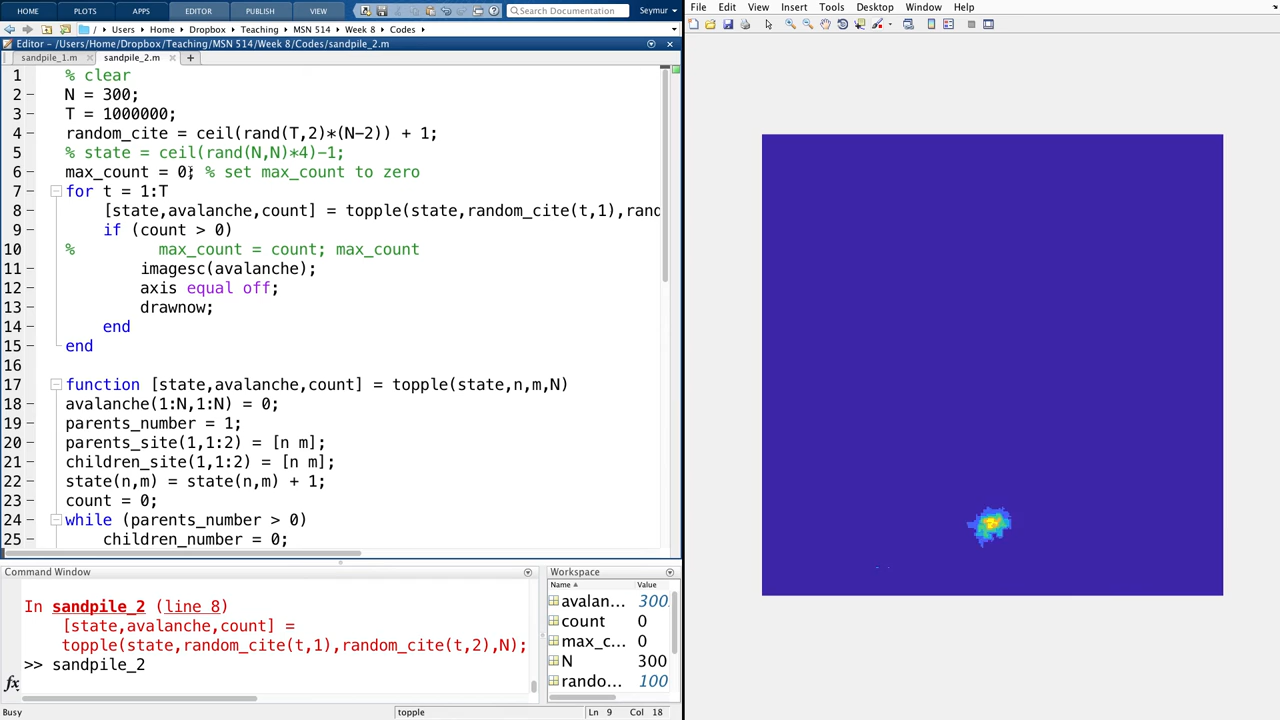 HOME PLOTS APPS EDITOR PUBLISH VIEW Search Documentation Seymur
/ Users Home Dropbox Teaching MSN 514 Week 8 Codes
Editor - /Users/Home/Dropbox/Teaching/MSN 514/Week 8/Codes/sandpile_2.m
sandpile_1.m sandpile_2.m
1 % clear
2 N = 300;
3 T = 1000000;
4 random_cite = ceil(rand(T,2)*(N-2)) + 1;
5 % state = ceil(rand(N,N)*4)-1;
6 max_count = 0; % set max_count to zero
7 for t = 1:T
8 [state,avalanche,count] = topple(state,random_cite(t,1),rand
9 if (count > 0)
10 % max_count = count; max_count
11 imagesc(avalanche);
12 axis equal off;
13 drawnow;
14 end
15 end
16
17 function [state,avalanche,count] = topple(state,n,m,N)
18 avalanche(1:N,1:N) = 0;
19 parents_number = 1;
20 parents_site(1,1:2) = [n m];
21 children_site(1,1:2) = [n m];
22 state(n,m) = state(n,m) + 1;
23 count = 0;
24 while (parents_number > 0)
25 children_number = 0;
Command Window
In sandpile_2 (line 8)
[state,avalanche,count] =
topple(state,random_cite(t,1),random_cite(t,2),N);
>> sandpile_2
fx
Workspace
Name Value
avalan... 300
count 0
max_c... 0
N 300
rando... 100
Busy topple Ln 9 Col 18
File Edit View Insert Tools Desktop Window Help